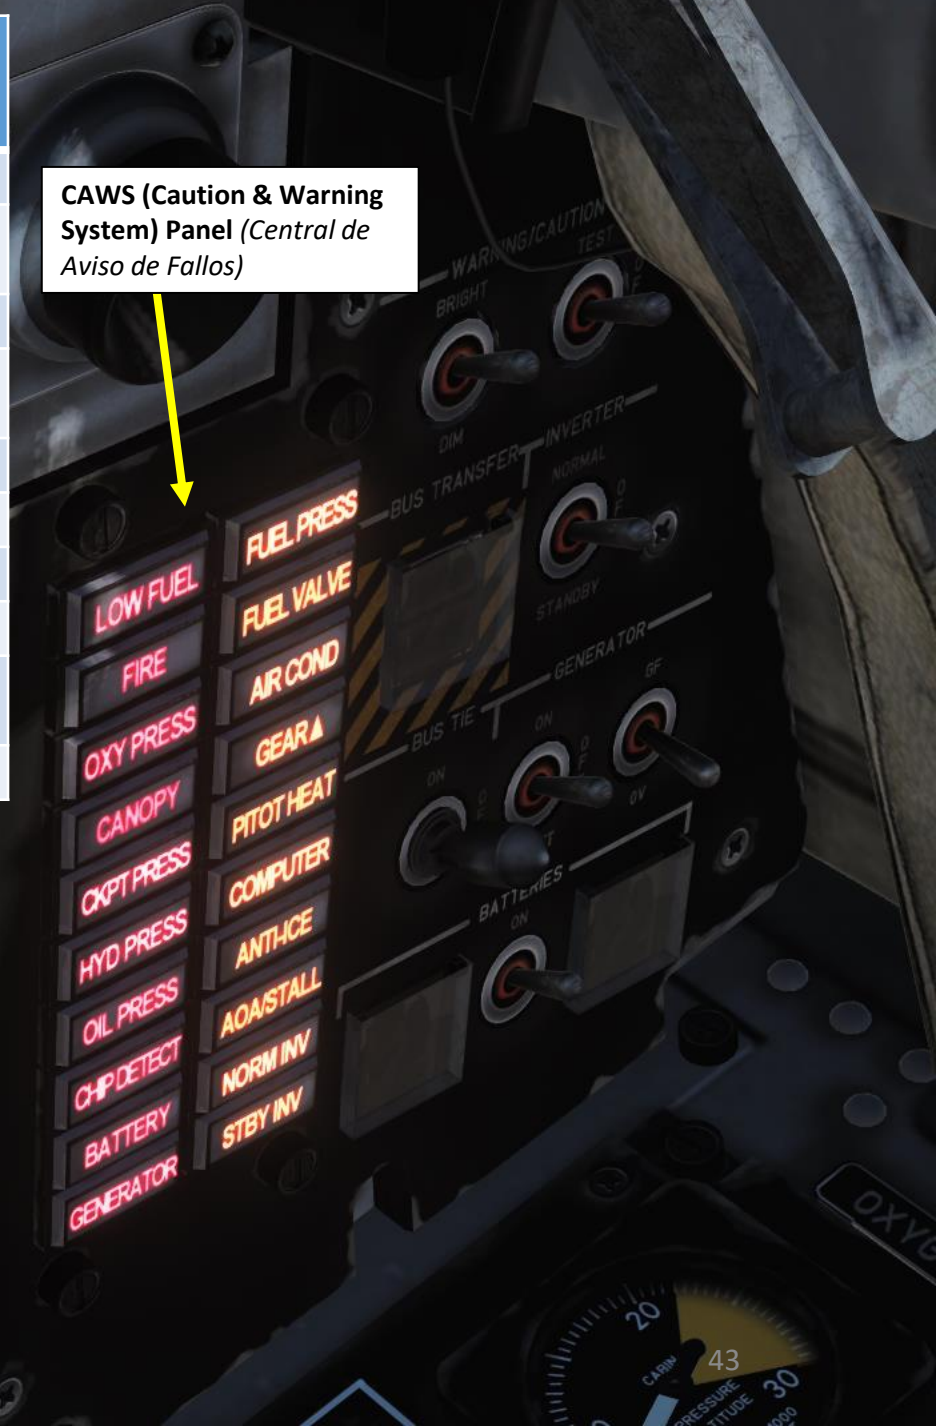 CAWS (Caution & Warning
System) Panel (Central de
Aviso de Fallos)
WARNING/CAUTION
BRIGHT
TEST
DIM
BUS TRANSFER
INVERTER
NORMAL
STANDBY
LOW FUEL
FIRE
OXY PRESS
CANOPY
CKPT PRESS
HYD PRESS
OIL PRESS
CHIP DETECT
BATTERY
GENERATOR
FUEL PRESS
FUEL VALVE
AIR COND
GEAR▲
PITOT HEAT
COMPUTER
ANTI-ICE
AOA/STALL
NORM INV
STBY INV
BUS TIE
GENERATOR
ON
ON
GF
OV
BATTERIES
ON
20
CABIN
PRESSURE
30
43